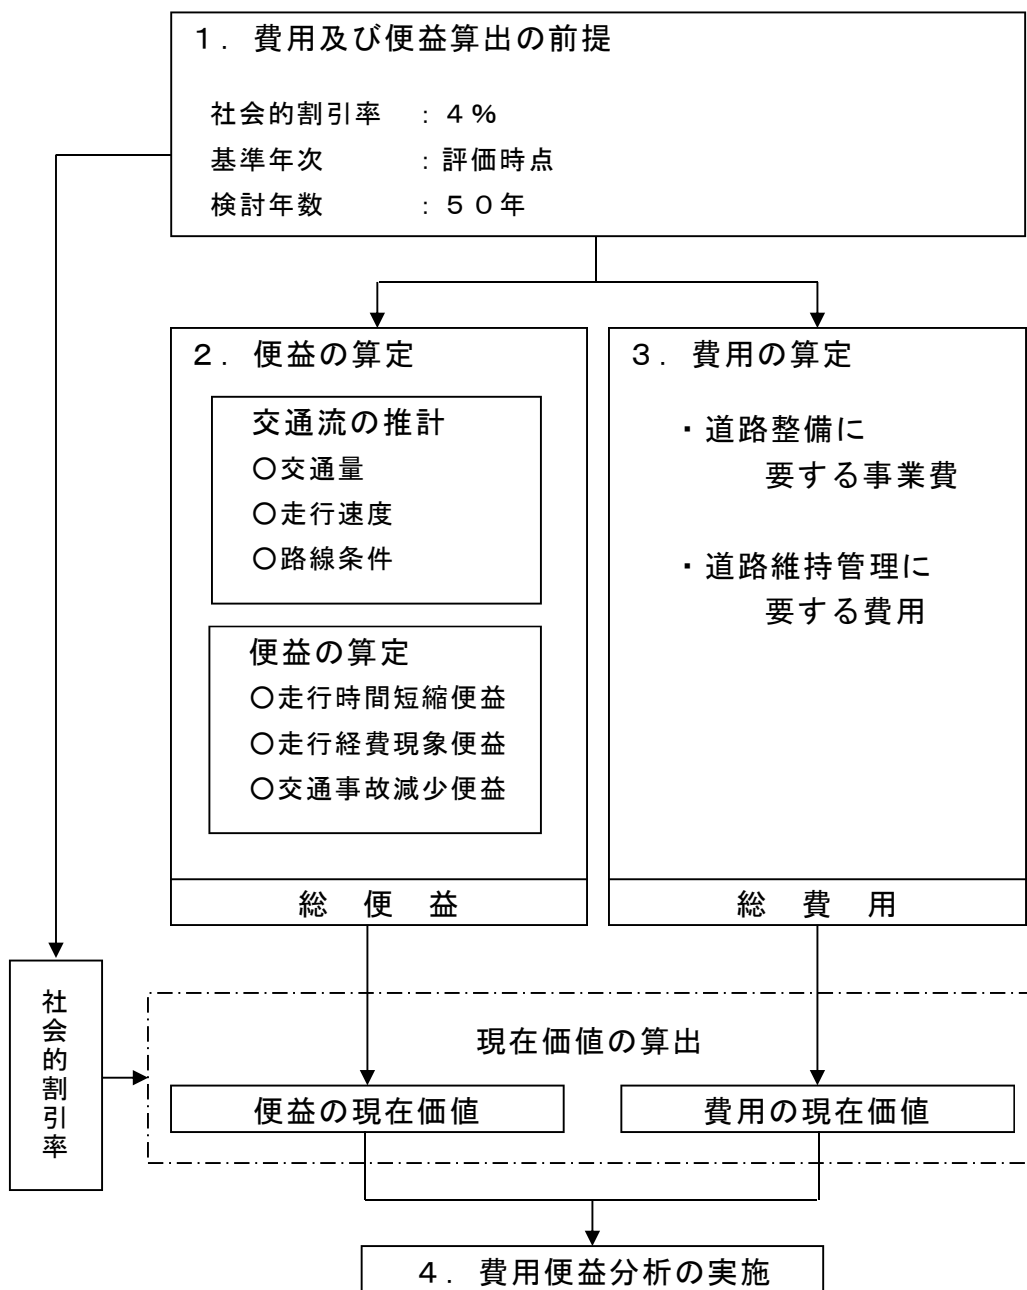 １．費用及び便益算出の前提
社会的割引率　：４％
基準年次　：評価時点
検討年数　：５０年
２．便益の算定
交通流の推計
○交通量
○走行速度
○路線条件
便益の算定
○走行時間短縮便益
○走行経費現象便益
○交通事故減少便益
総　便　益
３．費用の算定
・道路整備に
要する事業費
・道路維持管理に
要する費用
総　費　用
社会的割引率
現在価値の算出
便益の現在価値
費用の現在価値
４．費用便益分析の実施